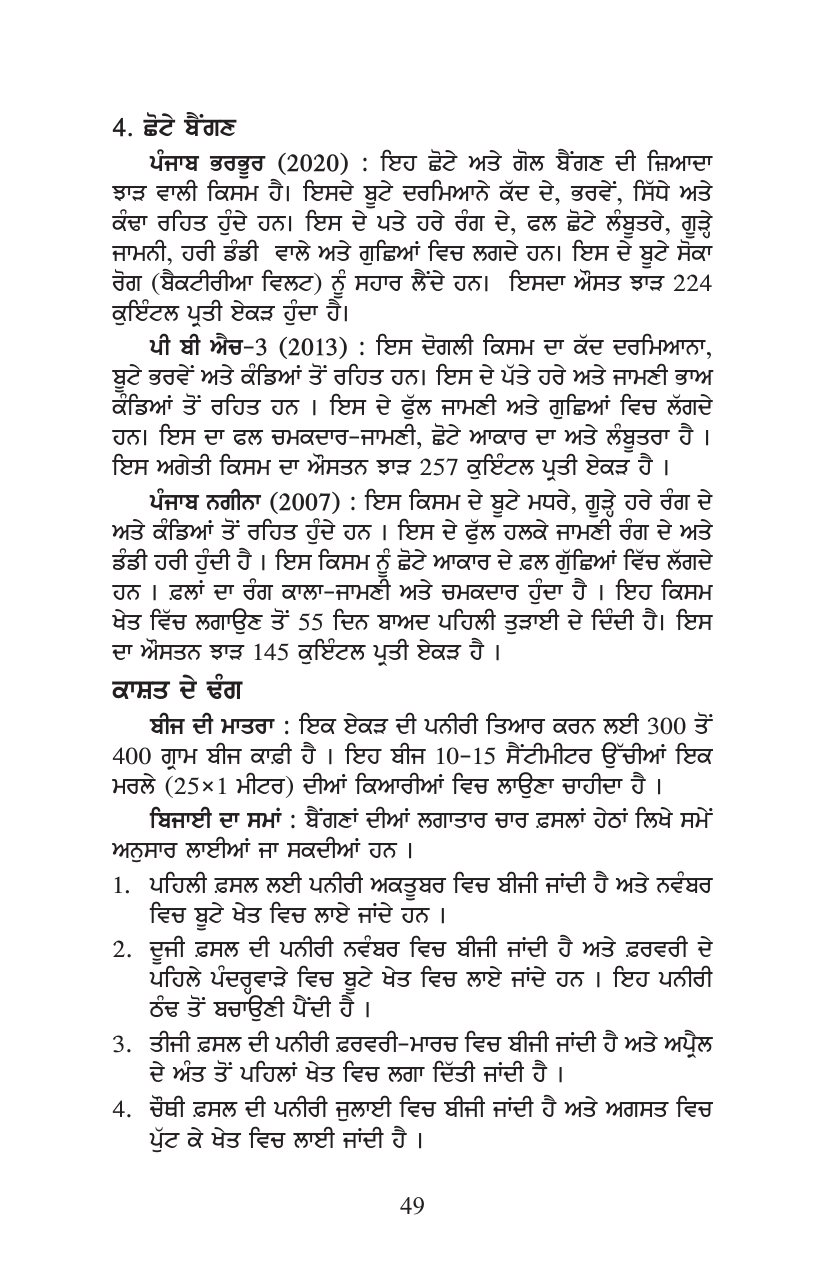 4. ਛੋਟੇ ਬੈਂਗਣ
ਪੰਜਾਬ ਭਰਭੂਰ (2020) : ਇਹ ਛੋਟੇ ਅਤੇ ਗੋਲ ਬੈਂਗਣ ਦੀ ਜ਼ਿਆਦਾ
ਝਾੜ ਵਾਲੀ ਕਿਸਮ ਹੈ। ਇਸਦੇ ਬੂਟੇ ਦਰਮਿਆਨੇ ਕੱਦ ਦੇ, ਭਰਵੇਂ, ਸਿੱਧੇ ਅਤੇ
ਕੰਢਾ ਰਹਿਤ ਹੁੰਦੇ ਹਨ। ਇਸ ਦੇ ਪਤੇ ਹਰੇ ਰੰਗ ਦੇ, ਫਲ ਛੋਟੇ ਲੰਬੂਤਰੇ, ਗੂੜ੍ਹੇ
ਜਾਮਨੀ, ਹਰੀ ਡੰਡੀ ਵਾਲੇ ਅਤੇ ਗੁਛਿਆਂ ਵਿਚ ਲਗਦੇ ਹਨ। ਇਸ ਦੇ ਬੂਟੇ ਸੋਕਾ
ਰੋਗ (ਬੈਕਟੀਰੀਆ ਵਿਲਟ) ਨੂੰ ਸਹਾਰ ਲੈਂਦੇ ਹਨ। ਇਸਦਾ ਔਸਤ ਝਾੜ 224
ਕੁਇੰਟਲ ਪ੍ਰਤੀ ਏਕੜ ਹੁੰਦਾ ਹੈ।
ਪੀ ਬੀ ਐਚ-3 (2013) : ਇਸ ਦੋਗਲੀ ਕਿਸਮ ਦਾ ਕੱਦ ਦਰਮਿਆਨਾ,
ਬੂਟੇ ਭਰਵੇਂ ਅਤੇ ਕੰਡਿਆਂ ਤੋਂ ਰਹਿਤ ਹਨ। ਇਸ ਦੇ ਪੱਤੇ ਹਰੇ ਅਤੇ ਜਾਮਣੀ ਭਾਅ
ਕੰਡਿਆਂ ਤੋਂ ਰਹਿਤ ਹਨ । ਇਸ ਦੇ ਫੁੱਲ ਜਾਮਣੀ ਅਤੇ ਗੁਛਿਆਂ ਵਿਚ ਲੱਗਦੇ
ਹਨ। ਇਸ ਦਾ ਫਲ ਚਮਕਦਾਰ-ਜਾਮਣੀ, ਛੋਟੇ ਆਕਾਰ ਦਾ ਅਤੇ ਲੰਬੂਤਰਾ ਹੈ ।
ਇਸ ਅਗੇਤੀ ਕਿਸਮ ਦਾ ਔਸਤਨ ਝਾੜ 257 ਕੁਇੰਟਲ ਪ੍ਰਤੀ ਏਕੜ ਹੈ ।
ਪੰਜਾਬ ਨਗੀਨਾ (2007) : ਇਸ ਕਿਸਮ ਦੇ ਬੂਟੇ ਮਧਰੇ, ਗੂੜ੍ਹੇ ਹਰੇ ਰੰਗ ਦੇ
ਅਤੇ ਕੰਡਿਆਂ ਤੋਂ ਰਹਿਤ ਹੁੰਦੇ ਹਨ । ਇਸ ਦੇ ਫੁੱਲ ਹਲਕੇ ਜਾਮਣੀ ਰੰਗ ਦੇ ਅਤੇ
ਡੰਡੀ ਹਰੀ ਹੁੰਦੀ ਹੈ । ਇਸ ਕਿਸਮ ਨੂੰ ਛੋਟੇ ਆਕਾਰ ਦੇ ਫ਼ਲ ਗੁੱਛਿਆਂ ਵਿੱਚ ਲੱਗਦੇ
ਹਨ । ਫ਼ਲਾਂ ਦਾ ਰੰਗ ਕਾਲਾ-ਜਾਮਣੀ ਅਤੇ ਚਮਕਦਾਰ ਹੁੰਦਾ ਹੈ । ਇਹ ਕਿਸਮ
ਖੇਤ ਵਿੱਚ ਲਗਾਉਣ ਤੋਂ 55 ਦਿਨ ਬਾਅਦ ਪਹਿਲੀ ਤੁੜਾਈ ਦੇ ਦਿੰਦੀ ਹੈ। ਇਸ
ਦਾ ਔਸਤਨ ਝਾੜ 145 ਕੁਇੰਟਲ ਪ੍ਰਤੀ ਏਕੜ ਹੈ ।
ਕਾਸ਼ਤ ਦੇ ਢੰਗ
ਬੀਜ ਦੀ ਮਾਤਰਾ : ਇਕ ਏਕੜ ਦੀ ਪਨੀਰੀ ਤਿਆਰ ਕਰਨ ਲਈ 300 ਤੋਂ
400 ਗ੍ਰਾਮ ਬੀਜ ਕਾਫ਼ੀ ਹੈ । ਇਹ ਬੀਜ 10-15 ਸੈਂਟੀਮੀਟਰ ਉੱਚੀਆਂ ਇਕ
ਮਰਲੇ (25×1 ਮੀਟਰ) ਦੀਆਂ ਕਿਆਰੀਆਂ ਵਿਚ ਲਾਉਣਾ ਚਾਹੀਦਾ ਹੈ ।
ਬਿਜਾਈ ਦਾ ਸਮਾਂ : ਬੈਂਗਣਾਂ ਦੀਆਂ ਲਗਾਤਾਰ ਚਾਰ ਫ਼ਸਲਾਂ ਹੇਠਾਂ ਲਿਖੇ ਸਮੇਂ
ਅਨੁਸਾਰ ਲਾਈਆਂ ਜਾ ਸਕਦੀਆਂ ਹਨ ।
1. ਪਹਿਲੀ ਫ਼ਸਲ ਲਈ ਪਨੀਰੀ ਅਕਤੂਬਰ ਵਿਚ ਬੀਜੀ ਜਾਂਦੀ ਹੈ ਅਤੇ ਨਵੰਬਰ
ਵਿਚ ਬੂਟੇ ਖੇਤ ਵਿਚ ਲਾਏ ਜਾਂਦੇ ਹਨ ।
2. ਦੂਜੀ ਫ਼ਸਲ ਦੀ ਪਨੀਰੀ ਨਵੰਬਰ ਵਿਚ ਬੀਜੀ ਜਾਂਦੀ ਹੈ ਅਤੇ ਫ਼ਰਵਰੀ ਦੇ
ਪਹਿਲੇ ਪੰਦਰ੍ਹਵਾੜੇ ਵਿਚ ਬੂਟੇ ਖੇਤ ਵਿਚ ਲਾਏ ਜਾਂਦੇ ਹਨ । ਇਹ ਪਨੀਰੀ
ਠੰਢ ਤੋਂ ਬਚਾਉਣੀ ਪੈਂਦੀ ਹੈ ।
3. ਤੀਜੀ ਫ਼ਸਲ ਦੀ ਪਨੀਰੀ ਫ਼ਰਵਰੀ-ਮਾਰਚ ਵਿਚ ਬੀਜੀ ਜਾਂਦੀ ਹੈ ਅਤੇ ਅਪ੍ਰੈਲ
ਦੇ ਅੰਤ ਤੋਂ ਪਹਿਲਾਂ ਖੇਤ ਵਿਚ ਲਗਾ ਦਿੱਤੀ ਜਾਂਦੀ ਹੈ ।
4. ਚੌਥੀ ਫ਼ਸਲ ਦੀ ਪਨੀਰੀ ਜੁਲਾਈ ਵਿਚ ਬੀਜੀ ਜਾਂਦੀ ਹੈ ਅਤੇ ਅਗਸਤ ਵਿਚ
ਪੁੱਟ ਕੇ ਖੇਤ ਵਿਚ ਲਾਈ ਜਾਂਦੀ ਹੈ ।
49